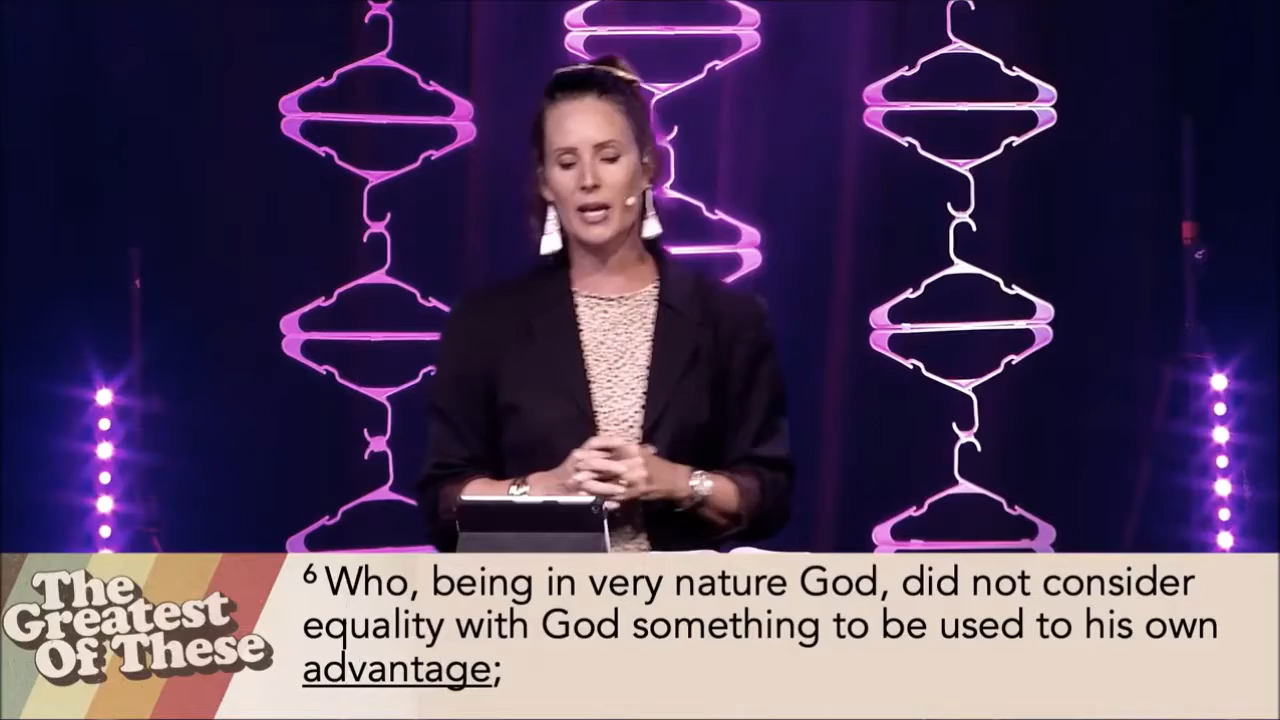 The
Greatest
Of These
6 Who, being in very nature God, did not consider
equality with God something to be used to his own
advantage;